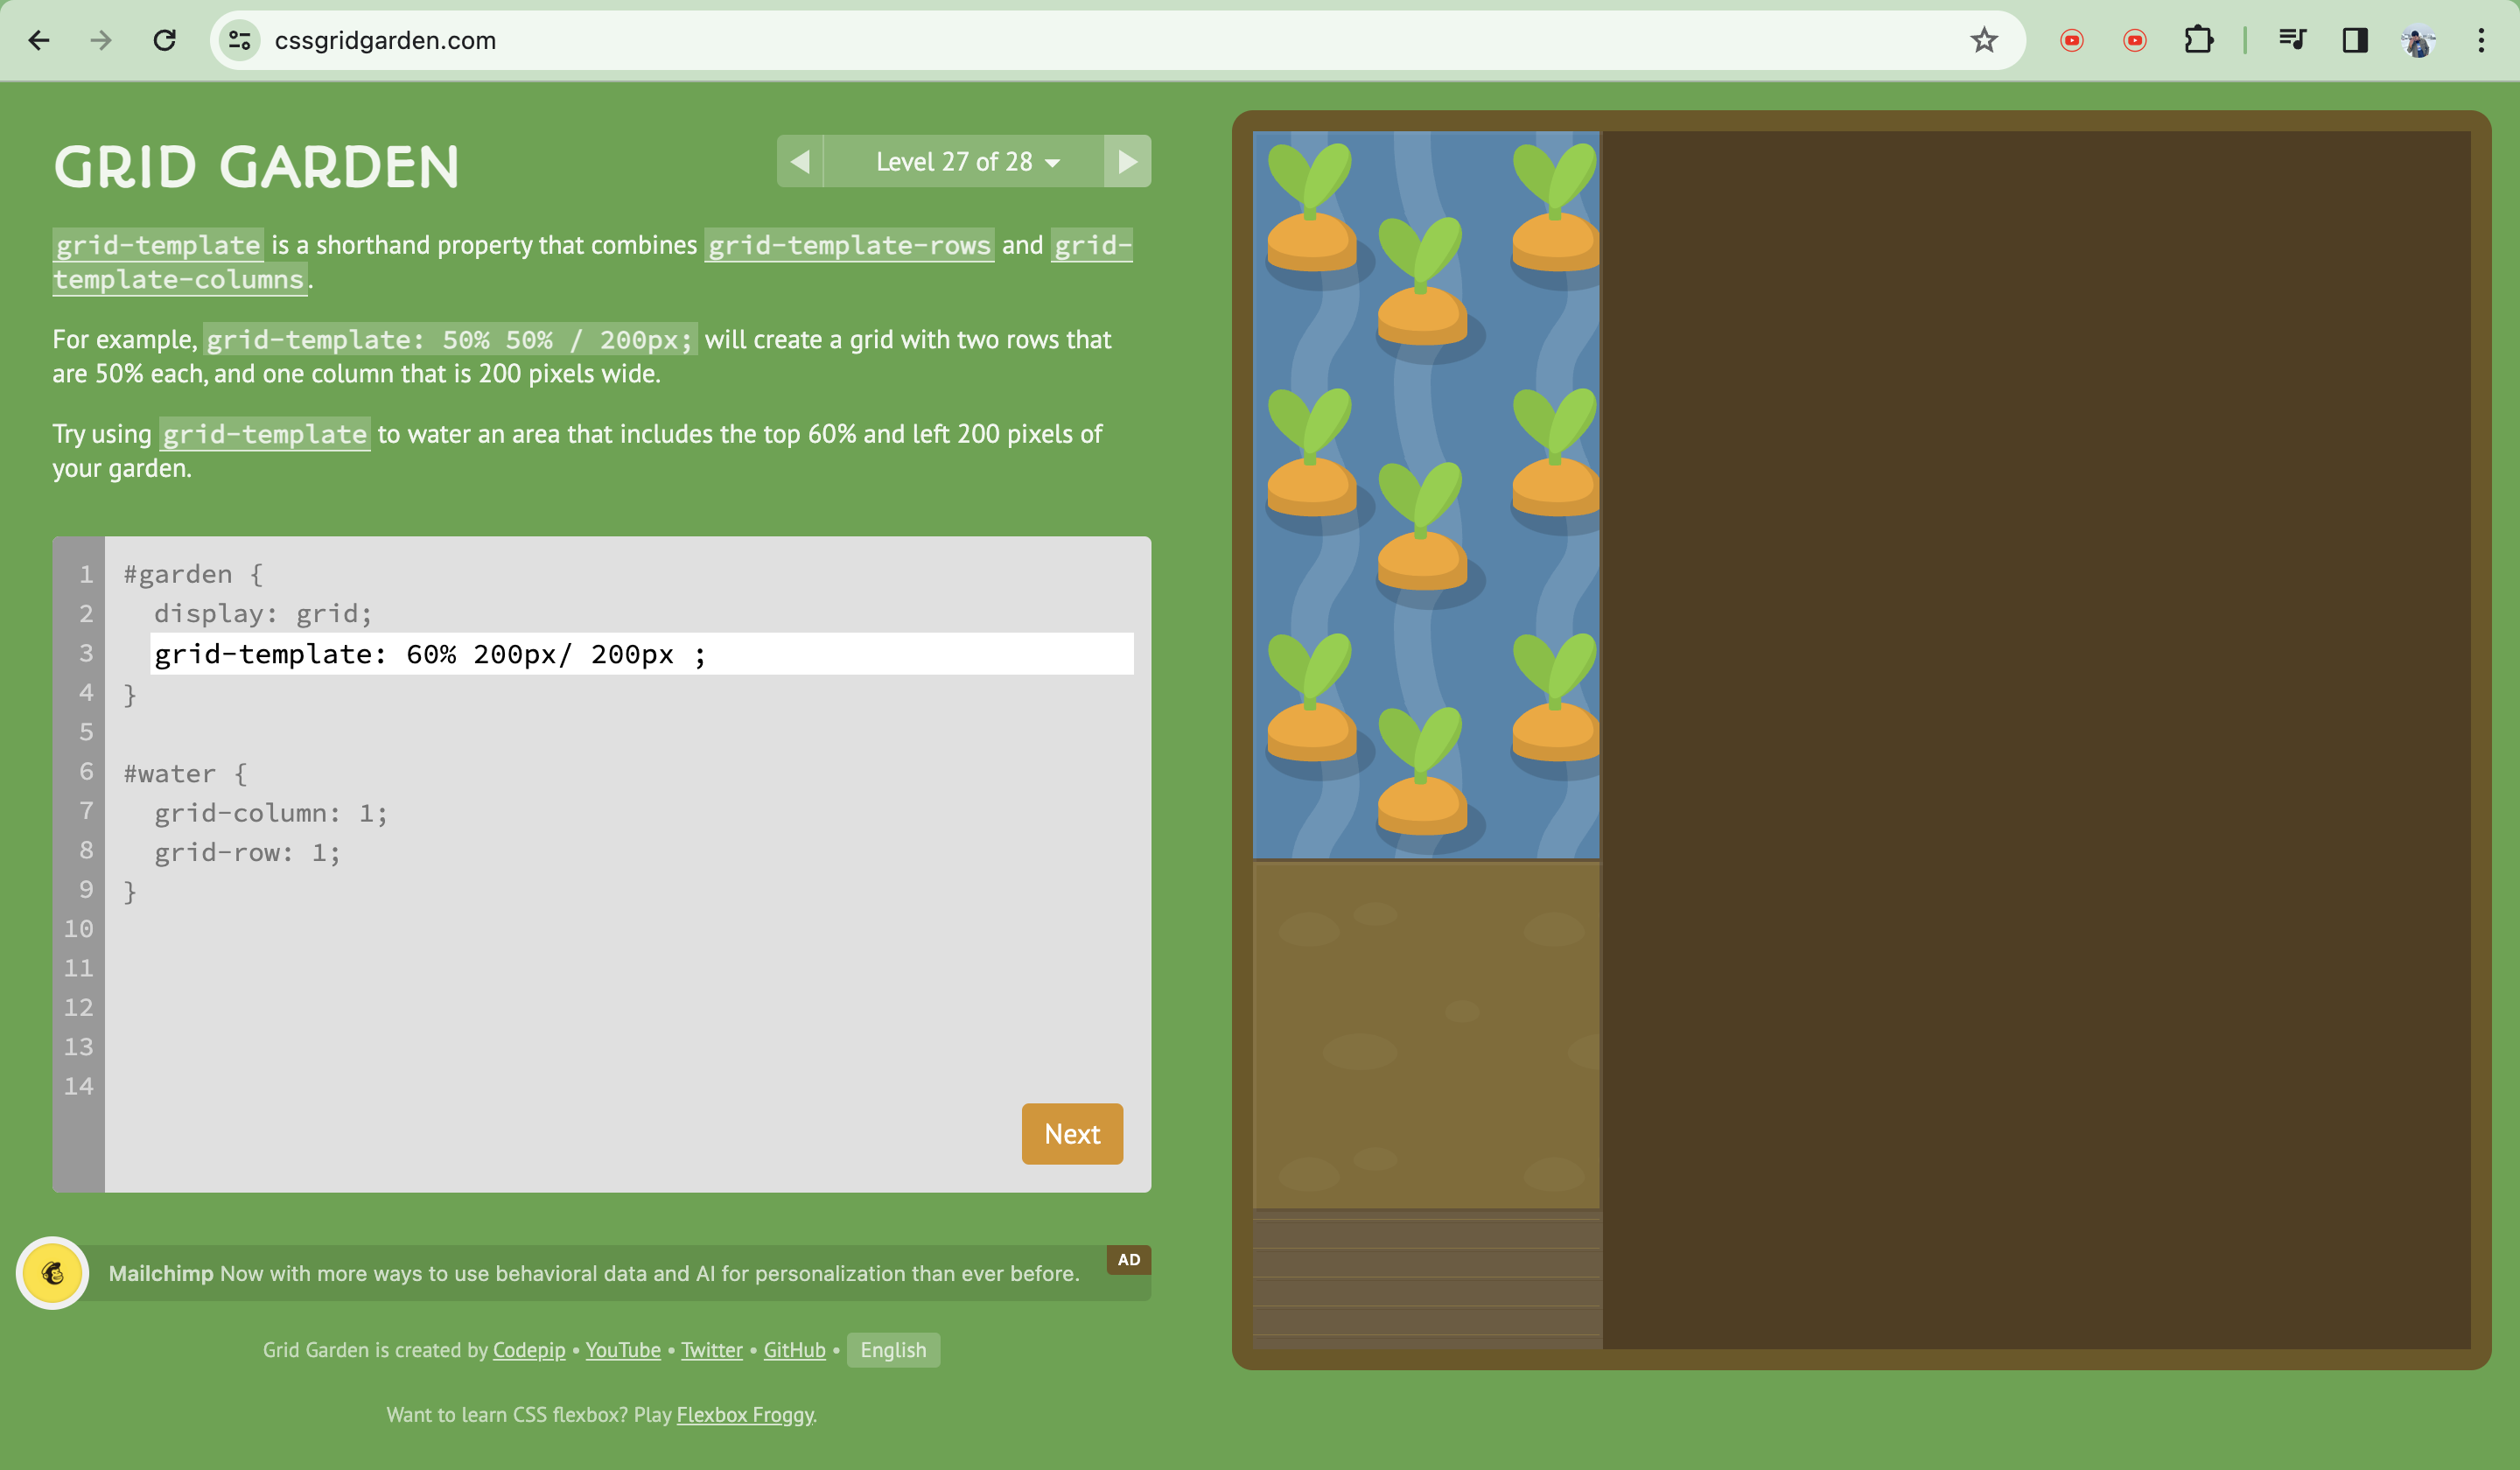 cssgridgarden.com
GRID GARDEN
Level 27 of 28
grid-template is a shorthand property that combines grid-template-rows and grid-
template-columns.
For example, grid-template: 50% 50% / 200px; will create a grid with two rows that
are 50% each, and one column that is 200 pixels wide.
Try using grid-template to water an area that includes the top 60% and left 200 pixels of
your garden.
1 #garden {
2 display: grid;
3 grid-template: 60% 200px/ 200px ;
4 }
5
6 #water {
7 grid-column: 1;
8 grid-row: 1;
9 }
10
11
12
13
14
Next
AD
Mailchimp Now with more ways to use behavioral data and AI for personalization than ever before.
Grid Garden is created by Codepip • YouTube • Twitter • GitHub • English
Want to learn CSS flexbox? Play Flexbox Froggy.